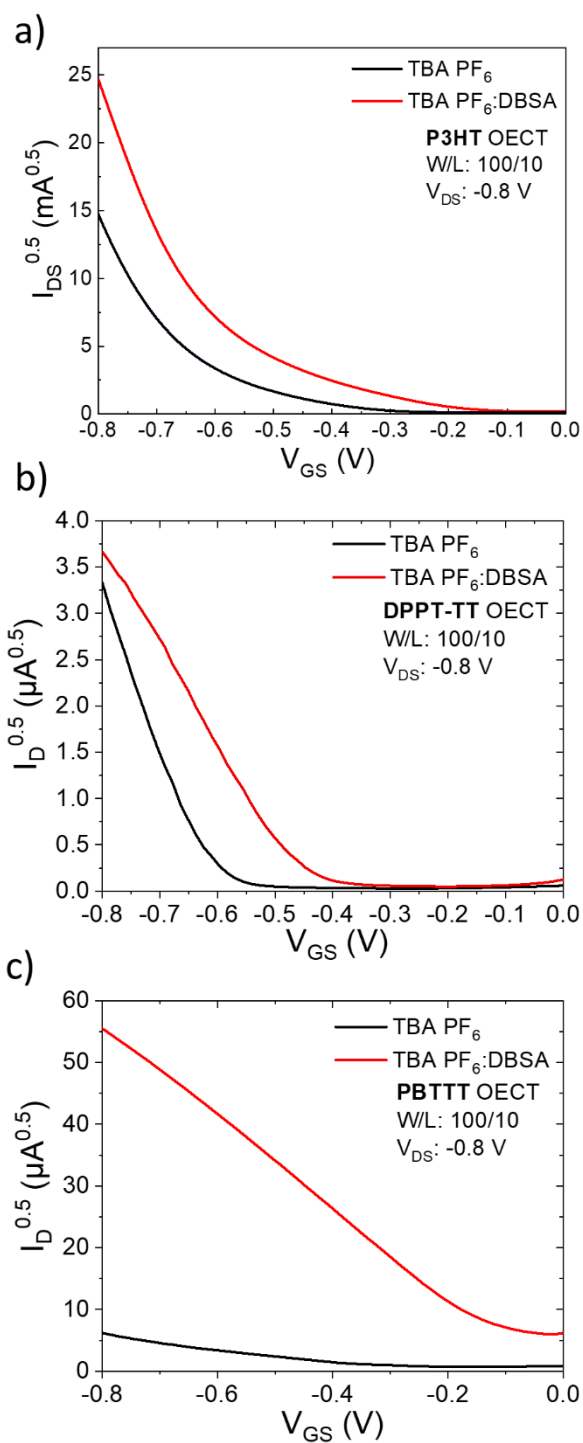 a)
25
20
15
10
5
0
I_DS^0.5 (mA^0.5)
TBA PF₆
TBA PF₆:DBSA
P3HT OECT
W/L: 100/10
V_DS: -0.8 V
-0.8 -0.7 -0.6 -0.5 -0.4 -0.3 -0.2 -0.1 0.0
V_GS (V)
b)
4.0
3.5
3.0
2.5
2.0
1.5
1.0
0.5
0.0
I_D^0.5 (µA^0.5)
TBA PF₆
TBA PF₆:DBSA
DPPT-TT OECT
W/L: 100/10
V_DS: -0.8 V
-0.8 -0.7 -0.6 -0.5 -0.4 -0.3 -0.2 -0.1 0.0
V_GS (V)
c)
60
50
40
30
20
10
0
I_D^0.5 (µA^0.5)
TBA PF₆
TBA PF₆:DBSA
PBTTT OECT
W/L: 100/10
V_DS: -0.8 V
-0.8 -0.6 -0.4 -0.2 0.0
V_GS (V)